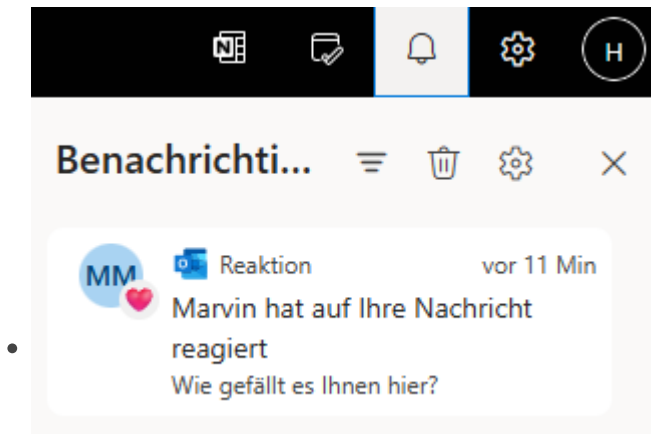 N
H
Benachrichti...
MM
Reaktion
vor 11 Min
Marvin hat auf Ihre Nachricht
reagiert
Wie gefällt es Ihnen hier?